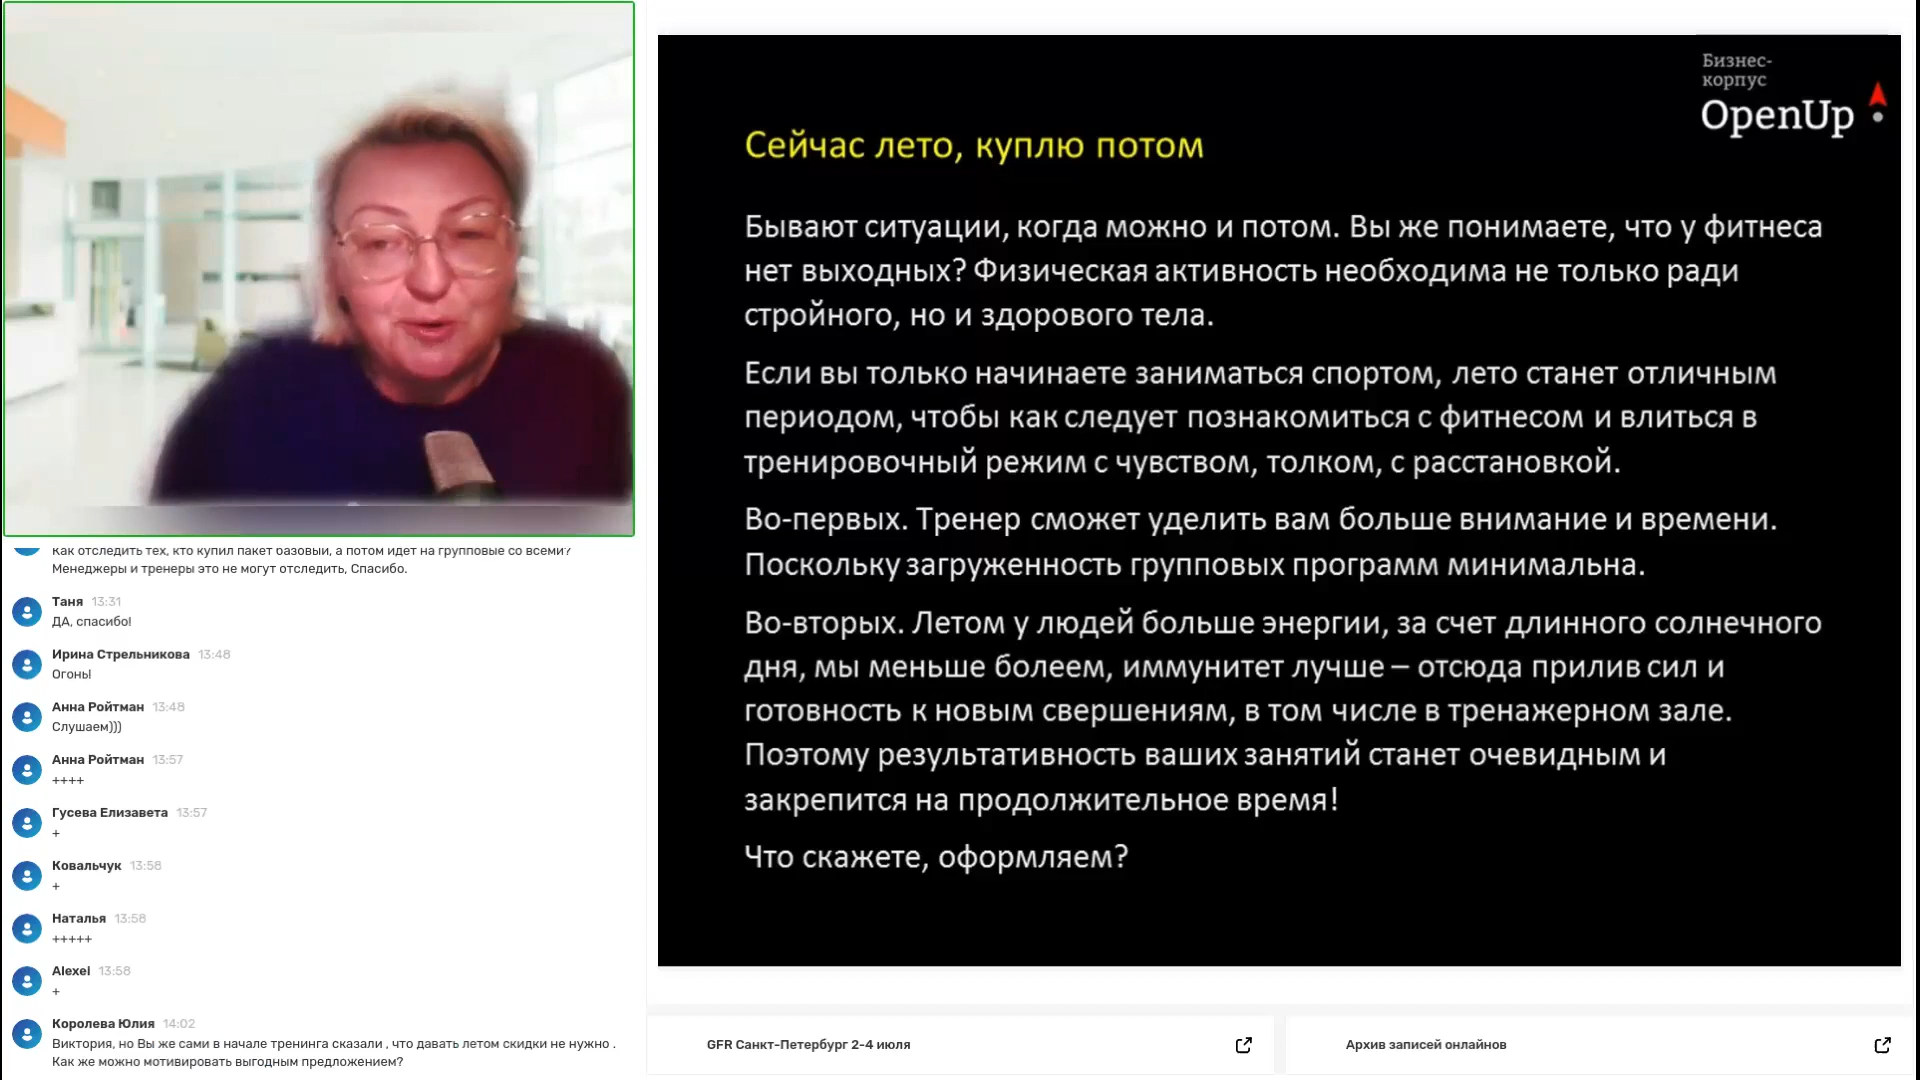 Бизнес-
корпус
OpenUp
Сейчас лето, куплю потом
Бывают ситуации, когда можно и потом. Вы же понимаете, что у фитнеса
нет выходных? Физическая активность необходима не только ради
стройного, но и здорового тела.
Если вы только начинаете заниматься спортом, лето станет отличным
периодом, чтобы как следует познакомиться с фитнесом и влиться в
тренировочный режим с чувством, толком, с расстановкой.
Во-первых. Тренер сможет уделить вам больше внимание и времени.
Поскольку загруженность групповых программ минимальна.
Во-вторых. Летом у людей больше энергии, за счет длинного солнечного
дня, мы меньше болеем, иммунитет лучше – отсюда прилив сил и
готовность к новым свершениям, в том числе в тренажерном зале.
Поэтому результативность ваших занятий станет очевидным и
закрепится на продолжительное время!
Что скажете, оформляем?
Как отследить тех, кто купил пакет базовый, а потом идет на групповые со всеми?
Менеджеры и тренеры это не могут отследить, Спасибо.
Таня 13:31
ДА, спасибо!
Ирина Стрельникова 13:48
Огонь!
Анна Ройтман 13:48
Слушаем)))
Анна Ройтман 13:57
++++
Гусева Елизавета 13:57
+
Ковальчук 13:58
+
Наталья 13:58
+++++
Alexei 13:58
+
Королева Юлия 14:02
Виктория, но Вы же сами в начале тренинга сказали , что давать летом скидки не нужно .
Как же можно мотивировать выгодным предложением?
GFR Санкт-Петербург 2-4 июля
Архив записей онлайнов